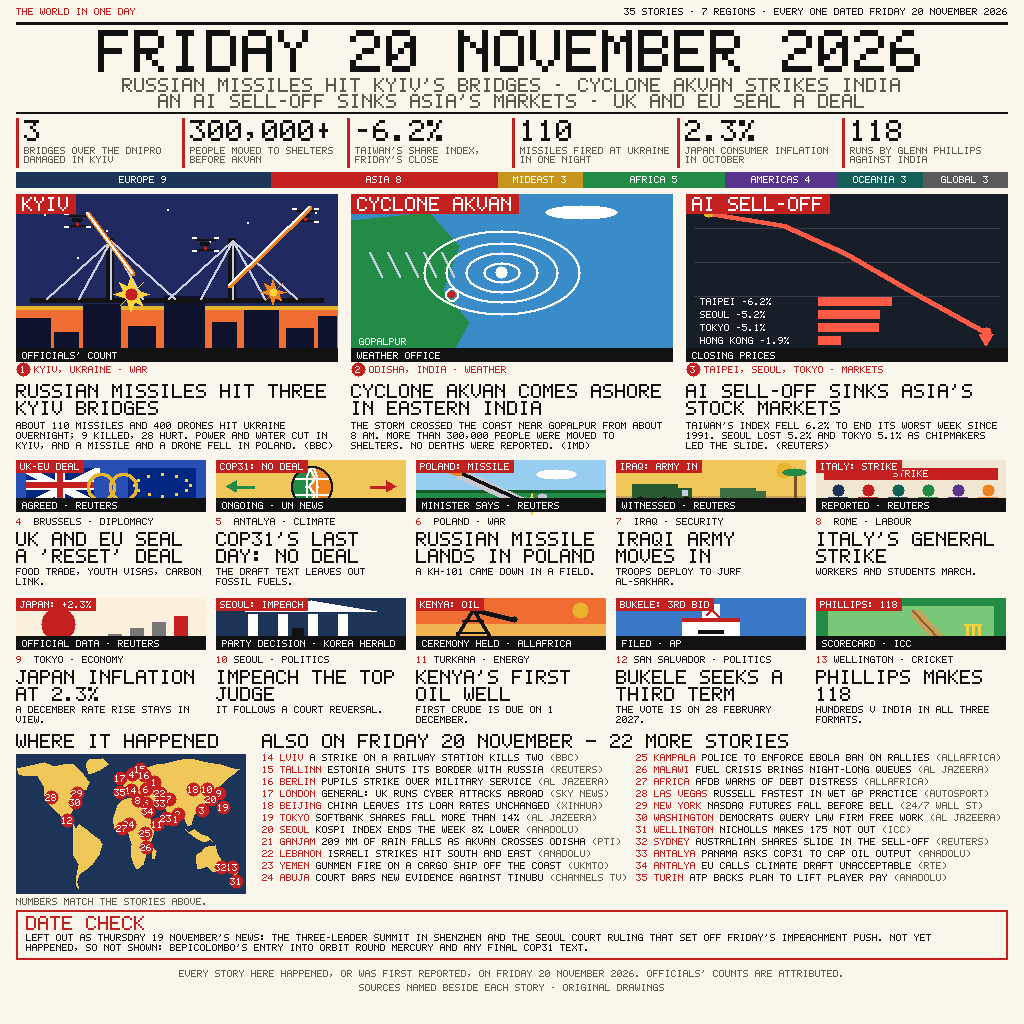 THE WORLD IN ONE DAY
35 STORIES · 7 REGIONS · EVERY ONE DATED FRIDAY 20 NOVEMBER 2026
FRIDAY 20 NOVEMBER 2026
RUSSIAN MISSILES HIT KYIV'S BRIDGES · CYCLONE AKVAN STRIKES INDIA
AN AI SELL-OFF SINKS ASIA'S MARKETS · UK AND EU SEAL A DEAL
3
BRIDGES OVER THE DNIPRO
DAMAGED IN KYIV
300,000+
PEOPLE MOVED TO SHELTERS
BEFORE AKVAN
-6.2%
TAIWAN'S SHARE INDEX,
FRIDAY'S CLOSE
110
MISSILES FIRED AT UKRAINE
IN ONE NIGHT
2.3%
JAPAN CONSUMER INFLATION
IN OCTOBER
118
RUNS BY GLENN PHILLIPS
AGAINST INDIA
EUROPE 9
ASIA 8
MIDEAST 3
AFRICA 5
AMERICAS 4
OCEANIA 3
GLOBAL 3
KYIV
OFFICIALS' COUNT
1 KYIV, UKRAINE · WAR
RUSSIAN MISSILES HIT THREE
KYIV BRIDGES
ABOUT 110 MISSILES AND 400 DRONES HIT UKRAINE
OVERNIGHT; 9 KILLED, 28 HURT. POWER AND WATER CUT IN
KYIV, AND A MISSILE AND A DRONE FELL IN POLAND. (BBC)
CYCLONE AKVAN
GOPALPUR
WEATHER OFFICE
2 ODISHA, INDIA · WEATHER
CYCLONE AKVAN COMES ASHORE
IN EASTERN INDIA
THE STORM CROSSED THE COAST NEAR GOPALPUR FROM ABOUT
8 AM. MORE THAN 300,000 PEOPLE WERE MOVED TO
SHELTERS. NO DEATHS WERE REPORTED. (IMD)
AI SELL-OFF
TAIPEI -6.2%
SEOUL -5.2%
TOKYO -5.1%
HONG KONG -1.9%
CLOSING PRICES
3 TAIPEI, SEOUL, TOKYO · MARKETS
AI SELL-OFF SINKS ASIA'S
STOCK MARKETS
TAIWAN'S INDEX FELL 6.2% TO END ITS WORST WEEK SINCE
1991. SEOUL LOST 5.2% AND TOKYO 5.1% AS CHIPMAKERS
LED THE SLIDE. (REUTERS)
UK-EU DEAL
AGREED · REUTERS
4 BRUSSELS · DIPLOMACY
UK AND EU SEAL
A 'RESET' DEAL
FOOD TRADE, YOUTH VISAS, CARBON
LINK.
COP31: NO DEAL
ONGOING · UN NEWS
5 ANTALYA · CLIMATE
COP31'S LAST
DAY: NO DEAL
THE DRAFT TEXT LEAVES OUT
FOSSIL FUELS.
POLAND: MISSILE
MINISTER SAYS · REUTERS
6 POLAND · WAR
RUSSIAN MISSILE
LANDS IN POLAND
A KH-101 CAME DOWN IN A FIELD.
IRAQ: ARMY IN
WITNESSED · REUTERS
7 IRAQ · SECURITY
IRAQI ARMY
MOVES IN
TROOPS DEPLOY TO JURF
AL-SAKHAR.
ITALY: STRIKE
REPORTED · REUTERS
8 ROME · LABOUR
ITALY'S GENERAL
STRIKE
WORKERS AND STUDENTS MARCH.
JAPAN: +2.3%
OFFICIAL DATA · REUTERS
9 TOKYO · ECONOMY
JAPAN INFLATION
AT 2.3%
A DECEMBER RATE RISE STAYS IN
VIEW.
SEOUL: IMPEACH
PARTY DECISION · KOREA HERALD
10 SEOUL · POLITICS
IMPEACH THE TOP
JUDGE
IT FOLLOWS A COURT REVERSAL.
KENYA: OIL
CEREMONY HELD · ALLAFRICA
11 TURKANA · ENERGY
KENYA'S FIRST
OIL WELL
FIRST CRUDE IS DUE ON 1
DECEMBER.
BUKELE: 3RD BID
FILED · AP
12 SAN SALVADOR · POLITICS
BUKELE SEEKS A
THIRD TERM
THE VOTE IS ON 28 FEBRUARY
2027.
PHILLIPS: 118
SCORECARD · ICC
13 WELLINGTON · CRICKET
PHILLIPS MAKES
118
HUNDREDS V INDIA IN ALL THREE
FORMATS.
WHERE IT HAPPENED
NUMBERS MATCH THE STORIES ABOVE.
ALSO ON FRIDAY 20 NOVEMBER – 22 MORE STORIES
14 LVIV A STRIKE ON A RAILWAY STATION KILLS TWO (BBC)
15 TALLINN ESTONIA SHUTS ITS BORDER WITH RUSSIA (REUTERS)
16 BERLIN PUPILS STRIKE OVER MILITARY SERVICE (AL JAZEERA)
17 LONDON GENERAL: UK RUNS CYBER ATTACKS ABROAD (SKY NEWS)
18 BEIJING CHINA LEAVES ITS LOAN RATES UNCHANGED (XINHUA)
19 TOKYO SOFTBANK SHARES FALL MORE THAN 14% (AL JAZEERA)
20 SEOUL KOSPI INDEX ENDS THE WEEK 8% LOWER (ANADOLU)
21 GANJAM 209 MM OF RAIN FALLS AS AKVAN CROSSES ODISHA (PTI)
22 LEBANON ISRAELI STRIKES HIT SOUTH AND EAST (ANADOLU)
23 YEMEN GUNMEN FIRE ON A CARGO SHIP OFF THE COAST (UKMTO)
24 ABUJA COURT BARS NEW EVIDENCE AGAINST TINUBU (CHANNELS TV)
25 KAMPALA POLICE TO ENFORCE EBOLA BAN ON RALLIES (ALLAFRICA)
26 MALAWI FUEL CRISIS BRINGS NIGHT-LONG QUEUES (AL JAZEERA)
27 AFRICA AFDB WARNS OF DEBT DISTRESS (ALLAFRICA)
28 LAS VEGAS RUSSELL FASTEST IN WET GP PRACTICE (AUTOSPORT)
29 NEW YORK NASDAQ FUTURES FALL BEFORE BELL (24/7 WALL ST)
30 WASHINGTON DEMOCRATS QUERY LAW FIRM FREE WORK (AL JAZEERA)
31 WELLINGTON NICHOLLS MAKES 175 NOT OUT (ICC)
32 SYDNEY AUSTRALIAN SHARES SLIDE IN THE SELL-OFF (REUTERS)
33 ANTALYA PANAMA ASKS COP31 TO CAP OIL OUTPUT (ANADOLU)
34 ANTALYA EU CALLS CLIMATE DRAFT UNACCEPTABLE (RTE)
35 TURIN ATP BACKS PLAN TO LIFT PLAYER PAY (ANADOLU)
DATE CHECK
LEFT OUT AS THURSDAY 19 NOVEMBER'S NEWS: THE THREE-LEADER SUMMIT IN SHENZHEN AND THE SEOUL COURT RULING THAT SET OFF FRIDAY'S IMPEACHMENT PUSH. NOT YET
HAPPENED, SO NOT SHOWN: BEPICOLOMBO'S ENTRY INTO ORBIT ROUND MERCURY AND ANY FINAL COP31 TEXT.
EVERY STORY HERE HAPPENED, OR WAS FIRST REPORTED, ON FRIDAY 20 NOVEMBER 2026. OFFICIALS' COUNTS ARE ATTRIBUTED.
SOURCES NAMED BESIDE EACH STORY · ORIGINAL DRAWINGS